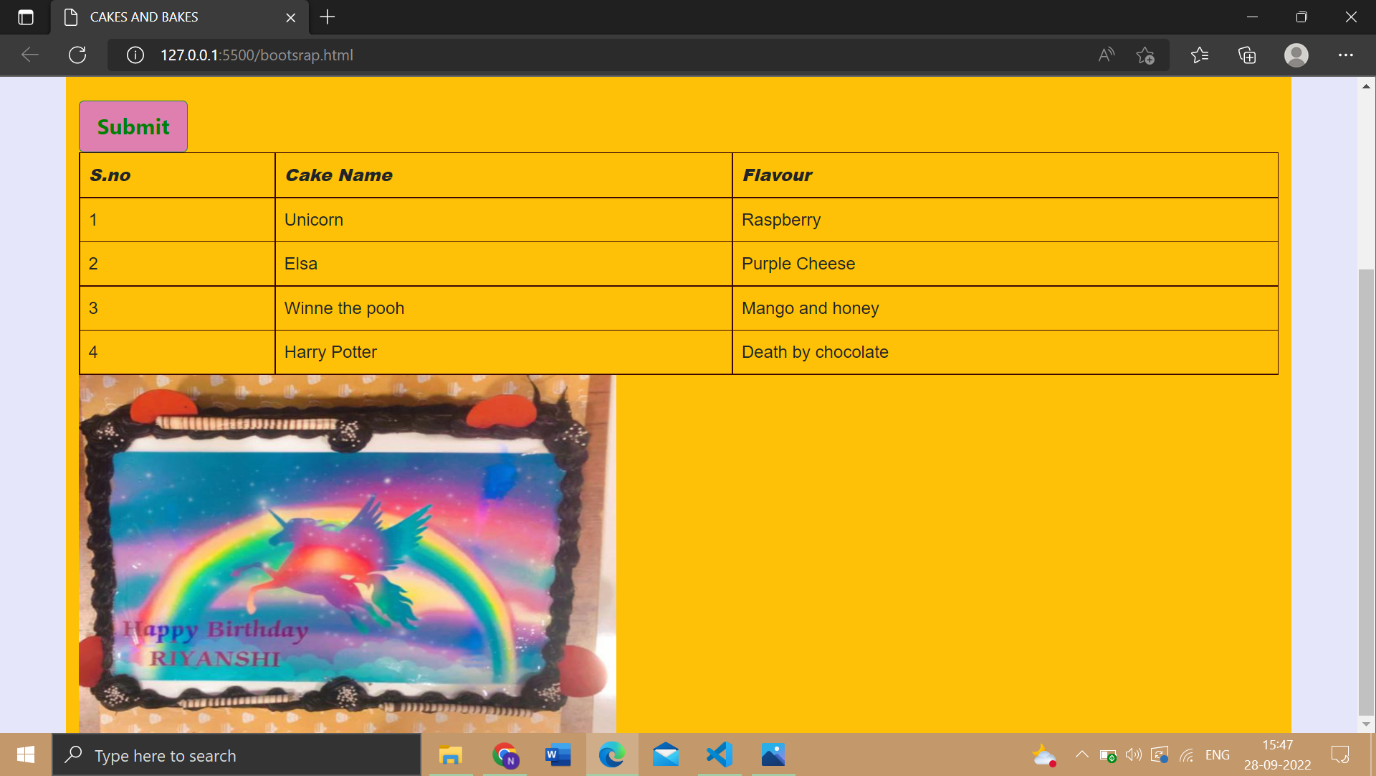 CAKES AND BAKES
127.0.0.1:5500/bootsrap.html
Submit
S.no Cake Name Flavour
1 Unicorn Raspberry
2 Elsa Purple Cheese
3 Winne the pooh Mango and honey
4 Harry Potter Death by chocolate
Happy Birthday
RIYANSHI
Type here to search
N
W
ENG
15:47
28-09-2022